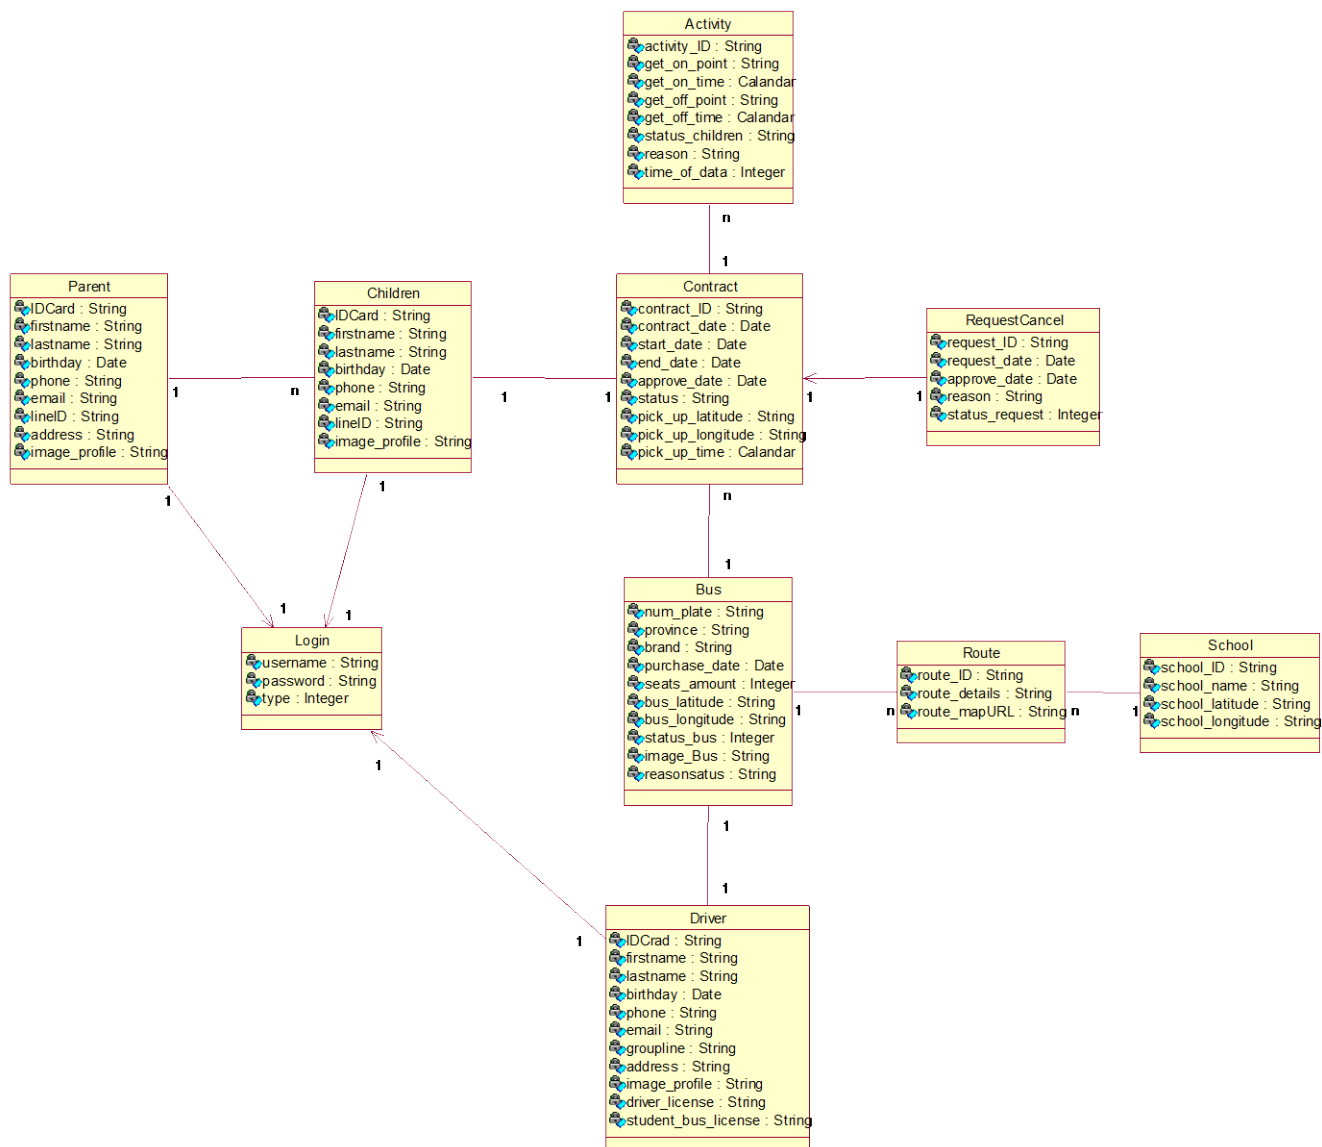 Activity
activity_ID : String
get_on_point : String
get_on_time : Calandar
get_off_point : String
get_off_time : Calandar
status_children : String
reason : String
time_of_data : Integer
n
1
Parent
IDCard : String
firstname : String
lastname : String
birthday : Date
phone : String
email : String
lineID : String
address : String
image_profile : String
1
n
Children
IDCard : String
firstname : String
lastname : String
birthday : Date
phone : String
email : String
lineID : String
image_profile : String
1
1
Contract
contract_ID : String
contract_date : Date
start_date : Date
end_date : Date
approve_date : Date
status : String
pick_up_latitude : String
pick_up_longitude : String
pick_up_time : Calandar
1
1
RequestCancel
request_ID : String
request_date : Date
approve_date : Date
reason : String
status_request : Integer
1
1
n
1
1
1
Login
username : String
password : String
type : Integer
1
1
Bus
num_plate : String
province : String
brand : String
purchase_date : Date
seats_amount : Integer
bus_latitude : String
bus_longitude : String
status_bus : Integer
image_Bus : String
reasonsatus : String
1
n
Route
route_ID : String
route_details : String
route_mapURL : String
n
1
School
school_ID : String
school_name : String
school_latitude : String
school_longitude : String
1
1
Driver
IDCrad : String
firstname : String
lastname : String
birthday : Date
phone : String
email : String
groupline : String
address : String
image_profile : String
driver_license : String
student_bus_license : String